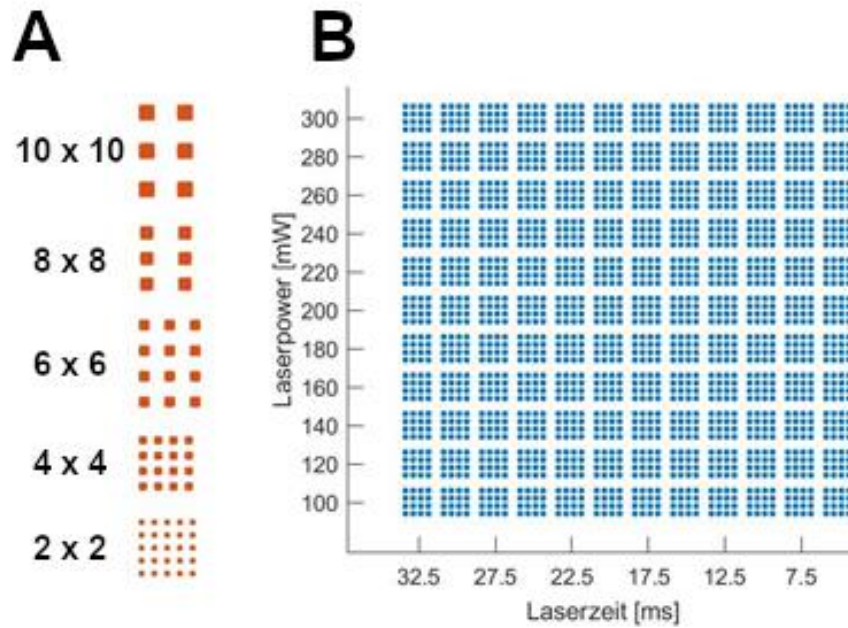 A
B
10 x 10
8 x 8
6 x 6
4 x 4
2 x 2
Laserpower [mW]
300
280
260
240
220
200
180
160
140
120
100
32.5 27.5 22.5 17.5 12.5 7.5
Laserzeit [ms]